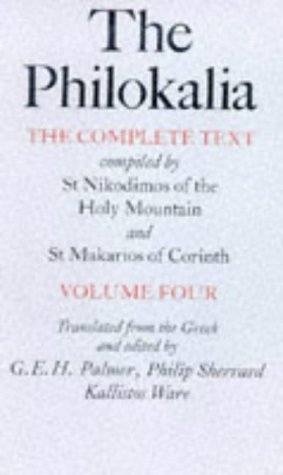 The
Philokalia
THE COMPLETE TEXT
compiled by
St Nikodimos of the
Holy Mountain
and
St Makarios of Corinth
VOLUME FOUR
Translated from the Greek
and edited by
G.E.H. Palmer, Philip Sherrard
Kallistos Ware